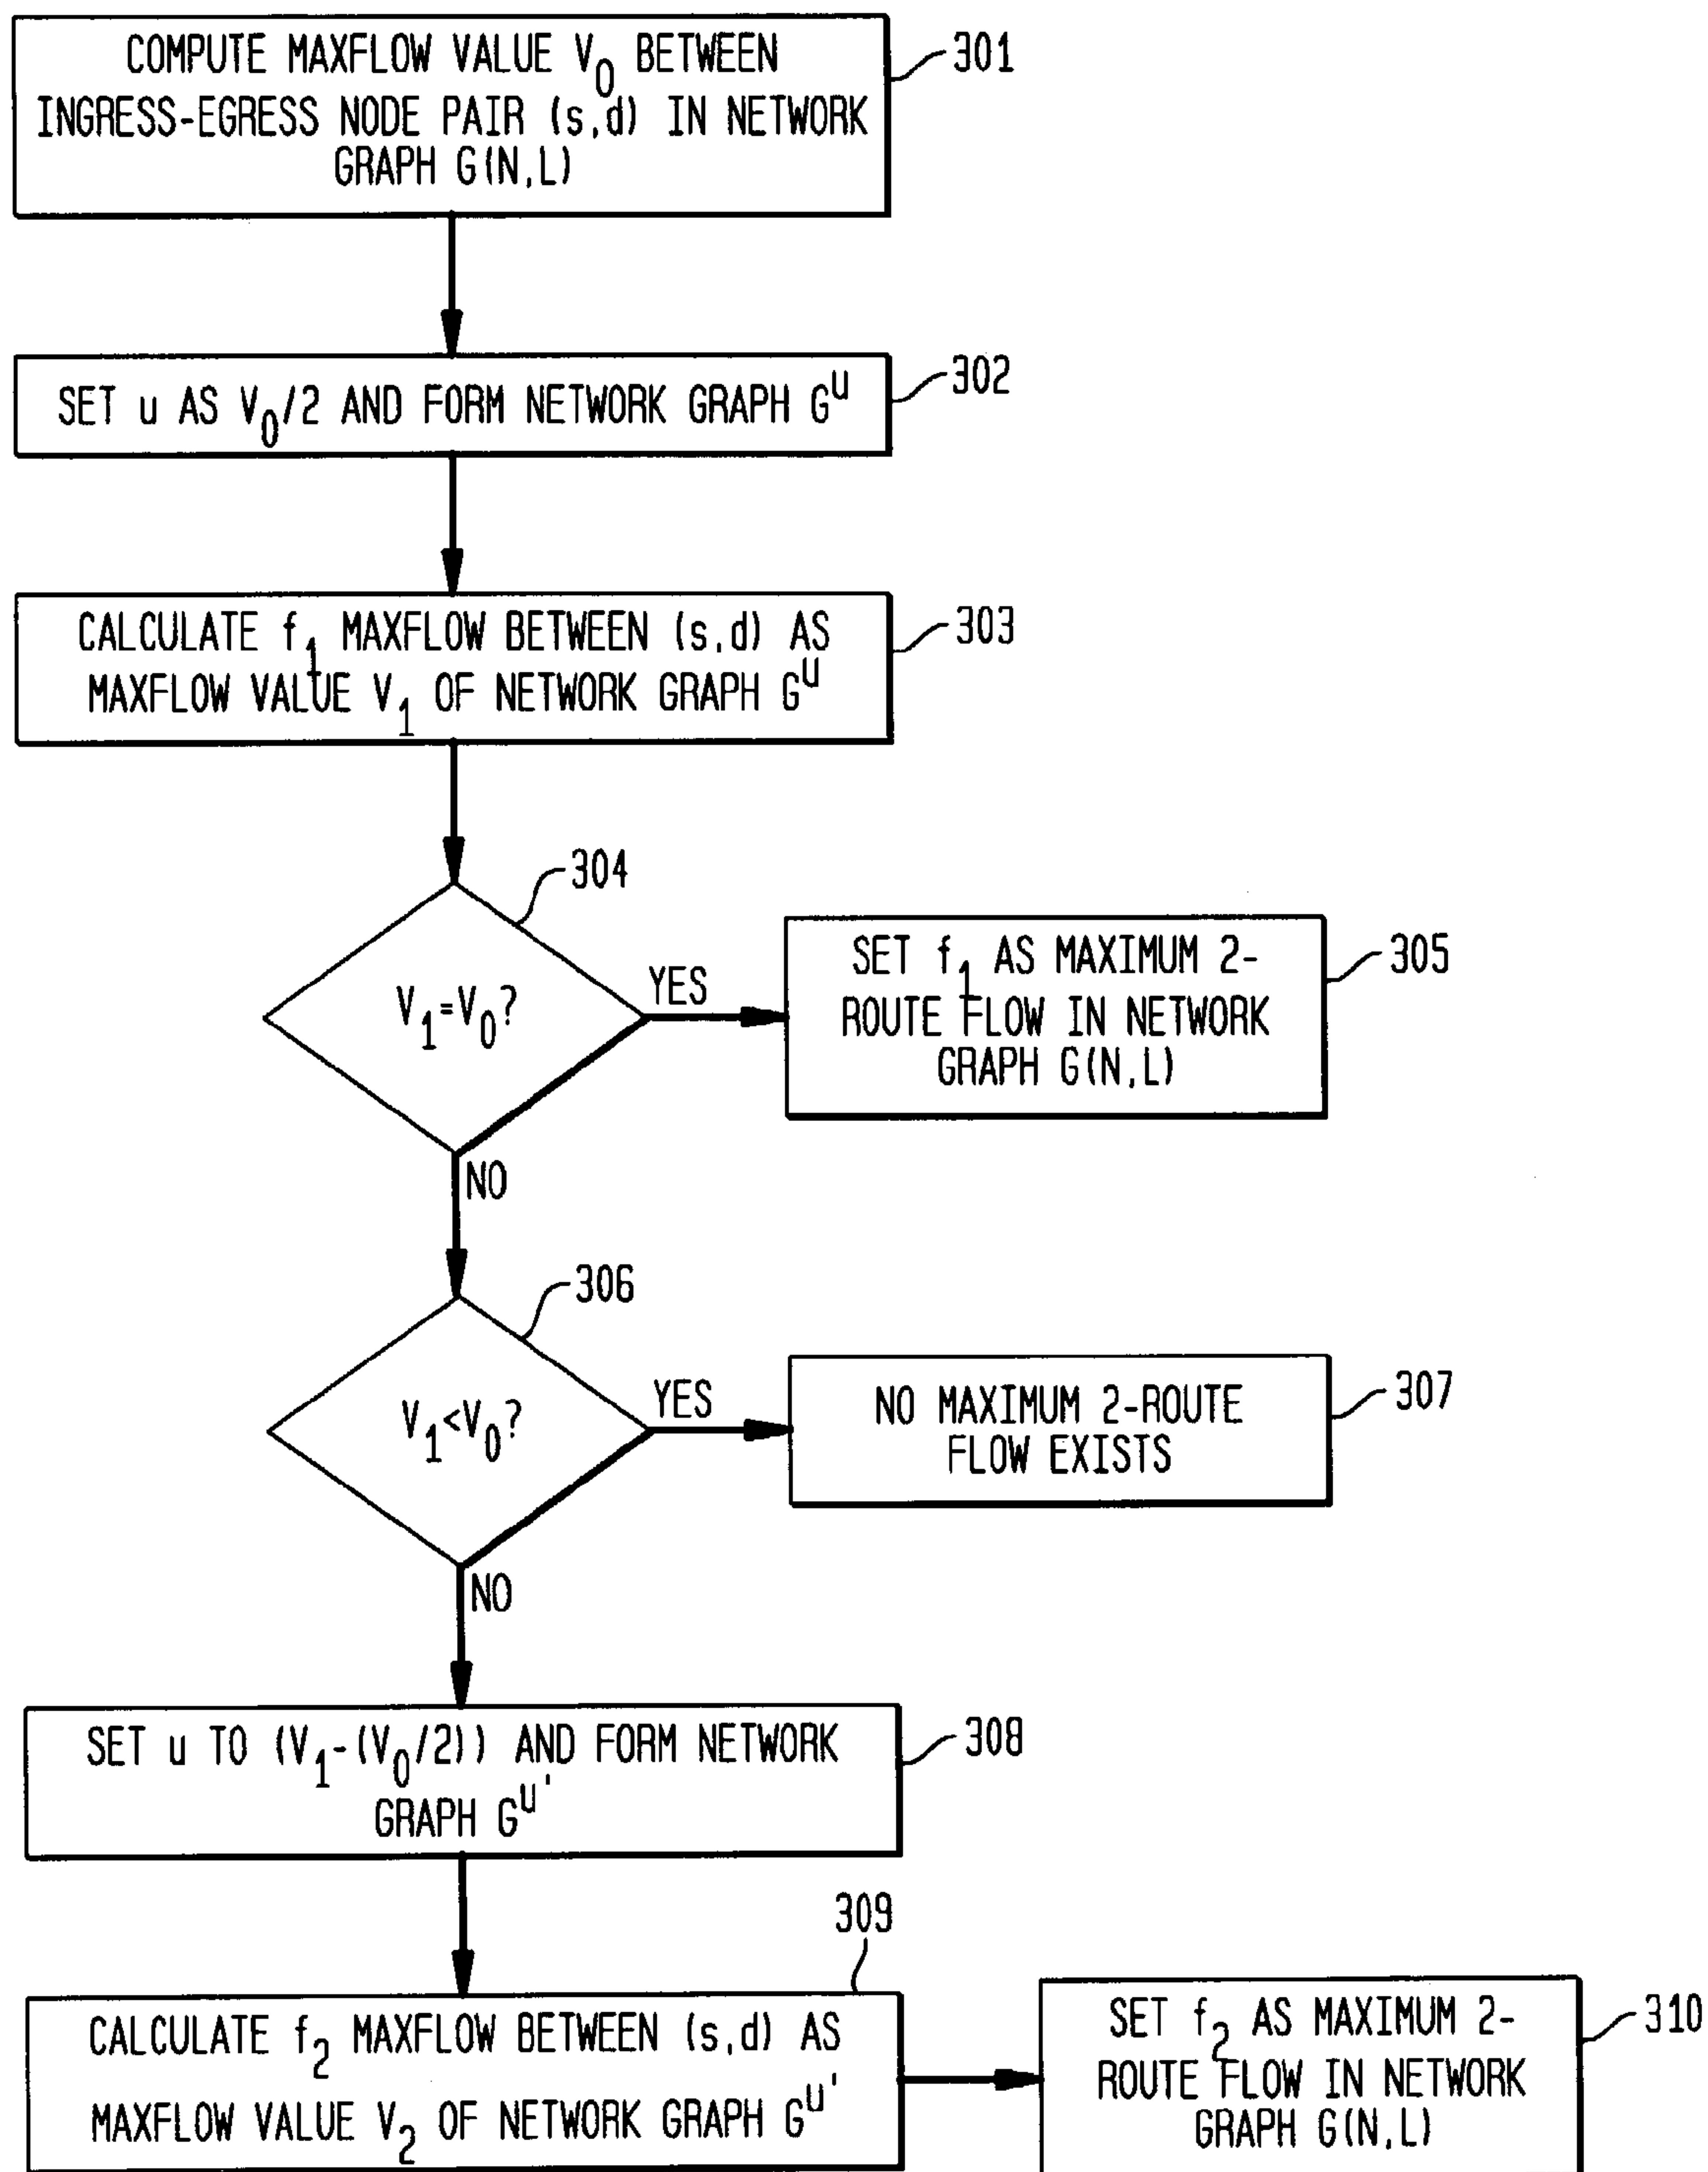 COMPUTE MAXFLOW VALUE V0 BETWEEN
INGRESS-EGRESS NODE PAIR (s,d) IN NETWORK
GRAPH G(N,L)
301
SET u AS V0/2 AND FORM NETWORK GRAPH G^u
302
CALCULATE f1 MAXFLOW BETWEEN (s,d) AS
MAXFLOW VALUE V1 OF NETWORK GRAPH G^u
303
304
V1=V0?
YES
SET f1 AS MAXIMUM 2-
ROUTE FLOW IN NETWORK
GRAPH G(N,L)
305
NO
306
V1<V0?
YES
NO MAXIMUM 2-ROUTE
FLOW EXISTS
307
NO
SET u TO (V1-(V0/2)) AND FORM NETWORK
GRAPH G^u'
308
309
CALCULATE f2 MAXFLOW BETWEEN (s,d) AS
MAXFLOW VALUE V2 OF NETWORK GRAPH G^u'
SET f2 AS MAXIMUM 2-
ROUTE FLOW IN NETWORK
GRAPH G(N,L)
310